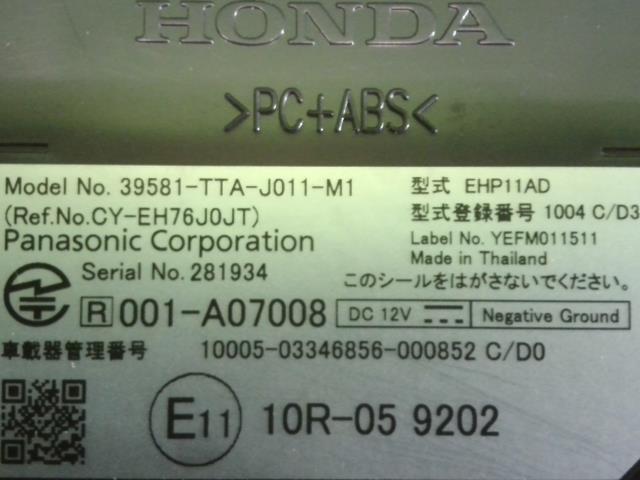 HONDA
>PC+ABS<
Model No. 39581-TTA-J011-M1
(Ref.No.CY-EH76J0JT)
Panasonic Corporation
Serial No. 281934
型式 EHP11AD
型式登録番号 1004 C/D3
Label No. YEFM011511
Made in Thailand
このシールをはがさないでください
R 001-A07008
DC 12V Negative Ground
車載器管理番号 10005-03346856-000852 C/D0
E11 10R-05 9202